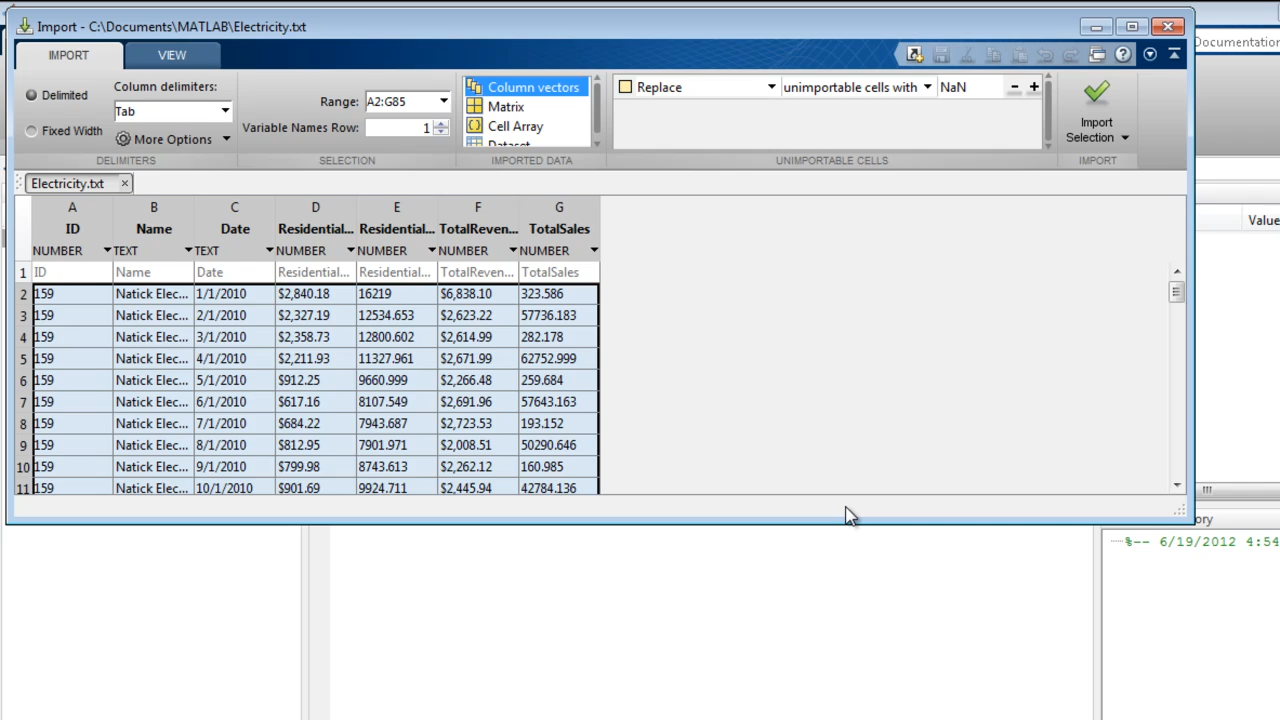 Import - C:\Documents\MATLAB\Electricity.txt
Documentation
IMPORT VIEW
Delimited Column delimiters: Range: A2:G85 Column vectors Replace unimportable cells with NaN
Tab Matrix
Fixed Width More Options Variable Names Row: 1 Cell Array Import
Dataset Selection
DELIMITERS SELECTION IMPORTED DATA UNIMPORTABLE CELLS IMPORT
Electricity.txt
A B C D E F G
ID Name Date Residential... Residential... TotalReven... TotalSales
NUMBER TEXT TEXT NUMBER NUMBER NUMBER NUMBER
1 ID Name Date Residential... Residential... TotalReven... TotalSales
2 159 Natick Elec... 1/1/2010 $2,840.18 16219 $6,838.10 323.586
3 159 Natick Elec... 2/1/2010 $2,327.19 12534.653 $2,623.22 57736.183
4 159 Natick Elec... 3/1/2010 $2,358.73 12800.602 $2,614.99 282.178
5 159 Natick Elec... 4/1/2010 $2,211.93 11327.961 $2,671.99 62752.999
6 159 Natick Elec... 5/1/2010 $912.25 9660.999 $2,266.48 259.684
7 159 Natick Elec... 6/1/2010 $617.16 8107.549 $2,691.96 57643.163
8 159 Natick Elec... 7/1/2010 $684.22 7943.687 $2,723.53 193.152
9 159 Natick Elec... 8/1/2010 $812.95 7901.971 $2,008.51 50290.646
10 159 Natick Elec... 9/1/2010 $799.98 8743.613 $2,262.12 160.985
11 159 Natick Elec... 10/1/2010 $901.69 9924.711 $2,445.94 42784.136
Value
ory
%-- 6/19/2012 4:54